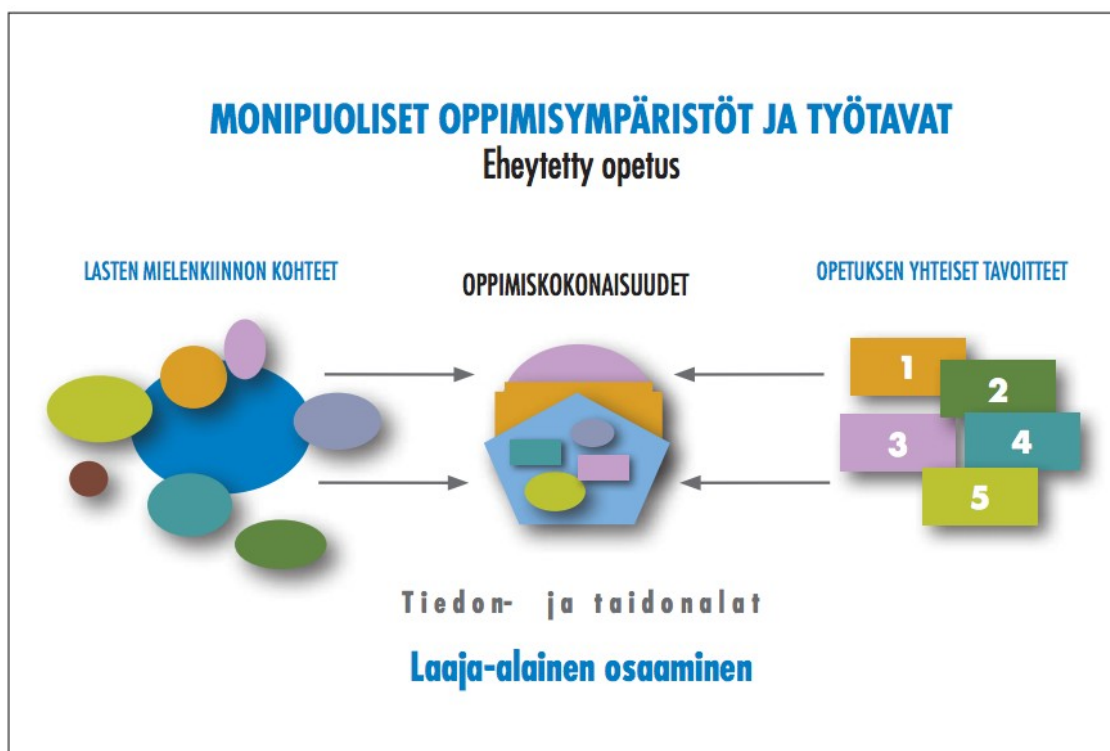 MONIPUOLISET OPPIMISYMPÄRISTÖT JA TYÖTAVAT
Eheytetty opetus
LASTEN MIELENKIINNON KOHTEET
OPPIMISKOKONAISUUDET
OPETUKSEN YHTEISET TAVOITTEET
1
2
3
4
5
Tiedon- ja taidonalat
Laaja-alainen osaaminen